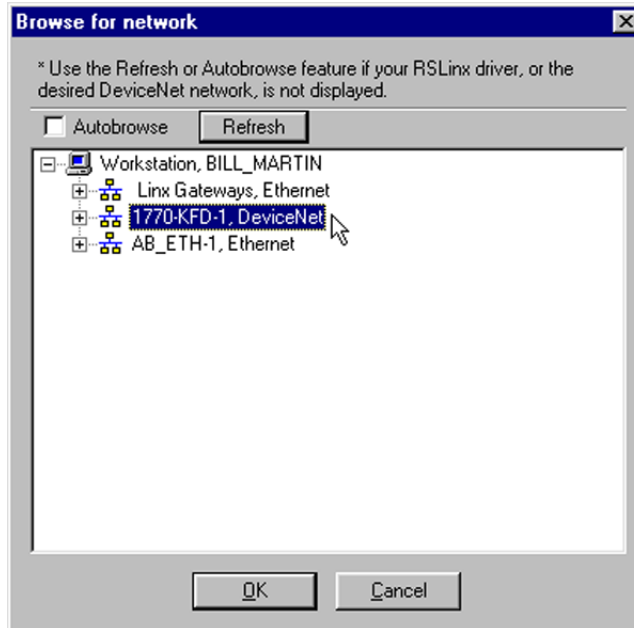 Browse for network
* Use the Refresh or Autobrowse feature if your RSLinx driver, or the
desired DeviceNet network, is not displayed.
Autobrowse Refresh
Workstation, BILL_MARTIN
Linx Gateways, Ethernet
1770-KFD-1, DeviceNet
AB_ETH-1, Ethernet
OK Cancel